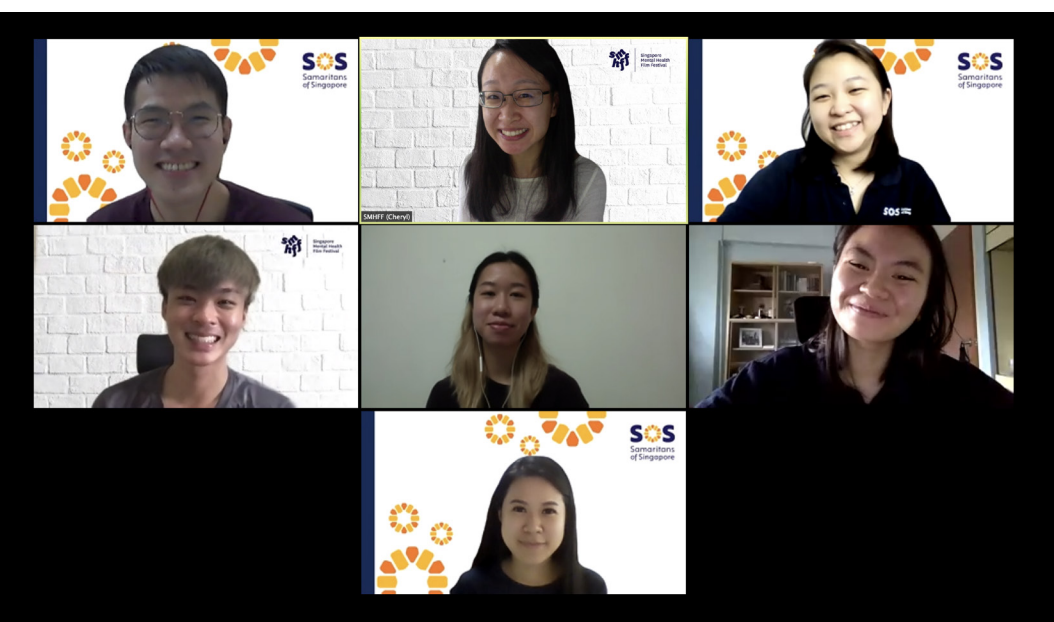 SOS
Samaritans
of Singapore
Singapore
Mental Health
Film Festival
SMHFF (Cheryl)
SOS
Samaritans
of Singapore
SOS
Singapore
Mental Health
Film Festival
SOS
Samaritans
of Singapore